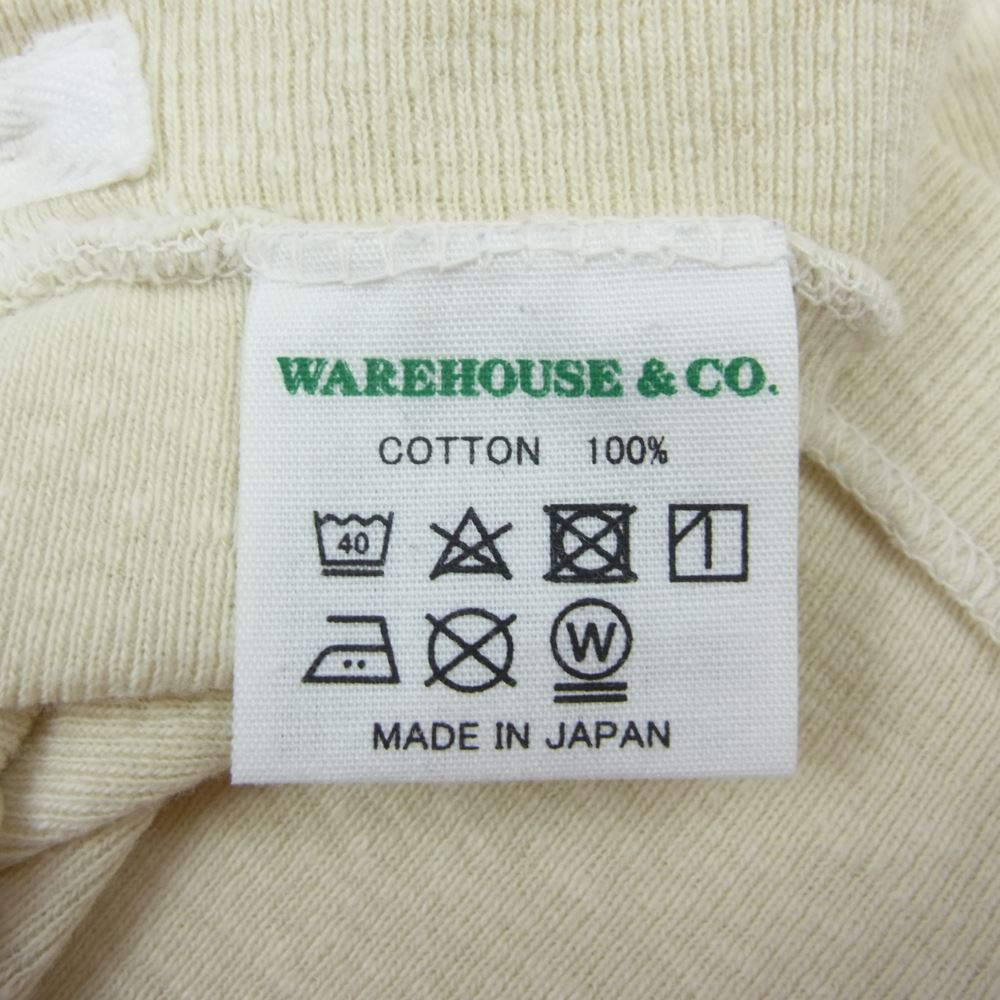 WAREHOUSE & CO.
COTTON 100%
40
W
MADE IN JAPAN